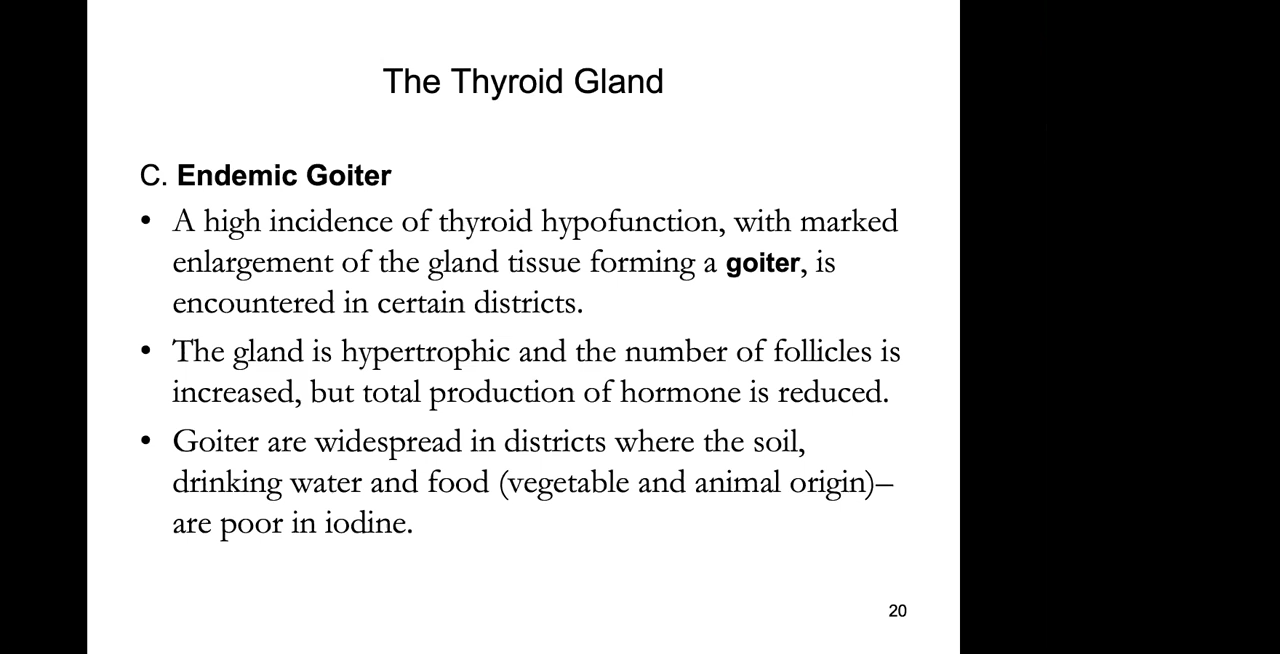 The Thyroid Gland
C. Endemic Goiter
• A high incidence of thyroid hypofunction, with marked
enlargement of the gland tissue forming a goiter, is
encountered in certain districts.
• The gland is hypertrophic and the number of follicles is
increased, but total production of hormone is reduced.
• Goiter are widespread in districts where the soil,
drinking water and food (vegetable and animal origin)–
are poor in iodine.
20